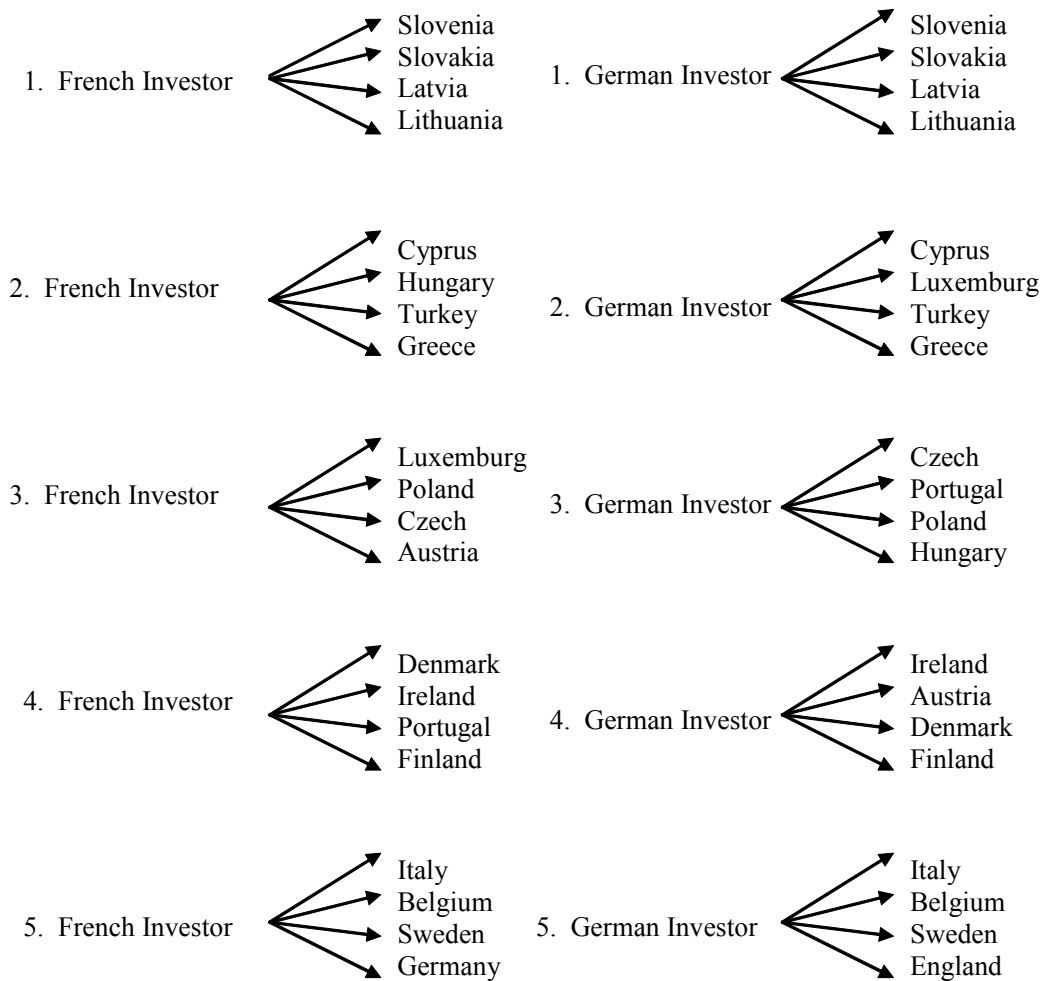 1. French Investor
Slovenia
Slovakia
Latvia
Lithuania
1. German Investor
Slovenia
Slovakia
Latvia
Lithuania
2. French Investor
Cyprus
Hungary
Turkey
Greece
2. German Investor
Cyprus
Luxemburg
Turkey
Greece
3. French Investor
Luxemburg
Poland
Czech
Austria
3. German Investor
Czech
Portugal
Poland
Hungary
4. French Investor
Denmark
Ireland
Portugal
Finland
4. German Investor
Ireland
Austria
Denmark
Finland
5. French Investor
Italy
Belgium
Sweden
Germany
5. German Investor
Italy
Belgium
Sweden
England